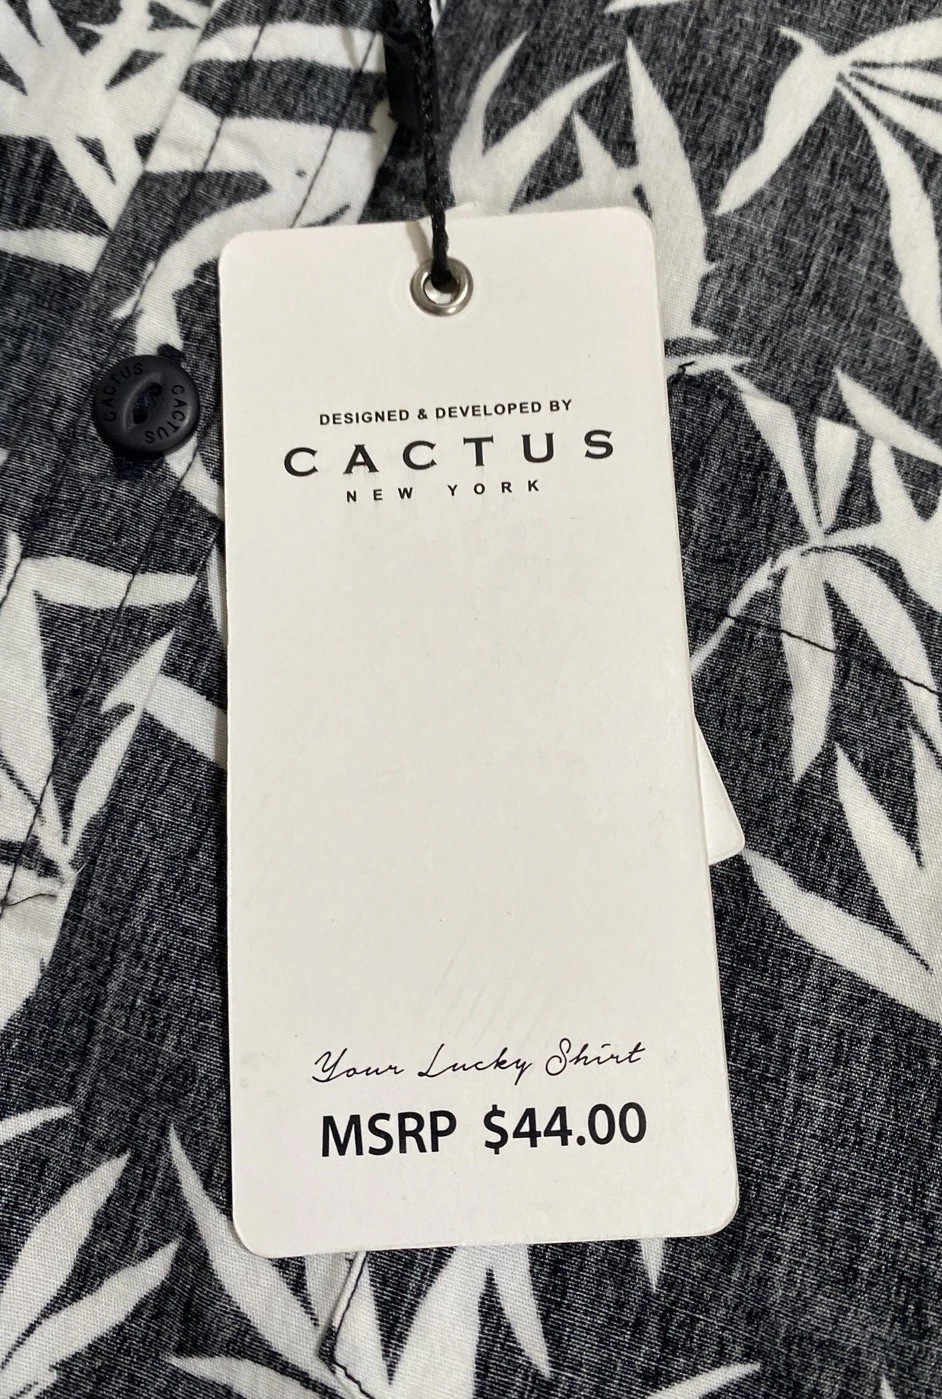 DESIGNED & DEVELOPED BY
CACTUS
NEW YORK
CACTUS
CACTUS
Your Lucky Shirt
MSRP $44.00